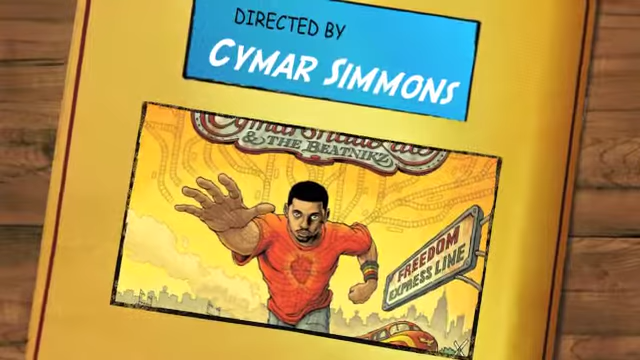 DIRECTED BY
CYMAR SIMMONS
& THE BEATNIKZ
FREEDOM
EXPRESS LINE